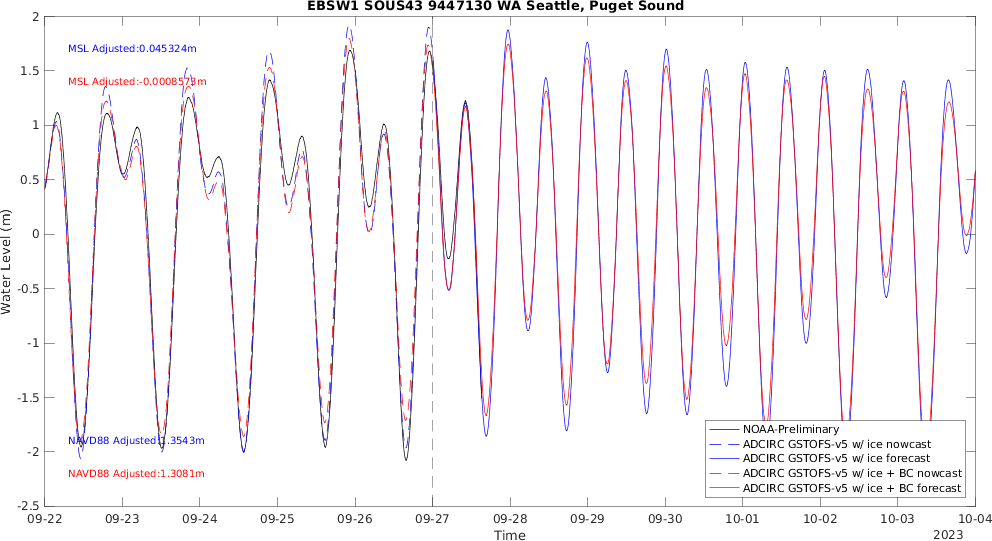 EBSW1 SOUS43 9447130 WA Seattle, Puget Sound
2
1.5
1
0.5
0
-0.5
-1
-1.5
-2
-2.5
Water Level (m)
MSL Adjusted:0.045324m
MSL Adjusted:-0.0008573m
NAVD88 Adjusted:1.3543m
NAVD88 Adjusted:1.3081m
NOAA-Preliminary
ADCIRC GSTOFS-v5 w/ ice nowcast
ADCIRC GSTOFS-v5 w/ ice forecast
ADCIRC GSTOFS-v5 w/ ice + BC nowcast
ADCIRC GSTOFS-v5 w/ ice + BC forecast
09-22 09-23 09-24 09-25 09-26 09-27 09-28 09-29 09-30 10-01 10-02 10-03 10-04
Time
2023